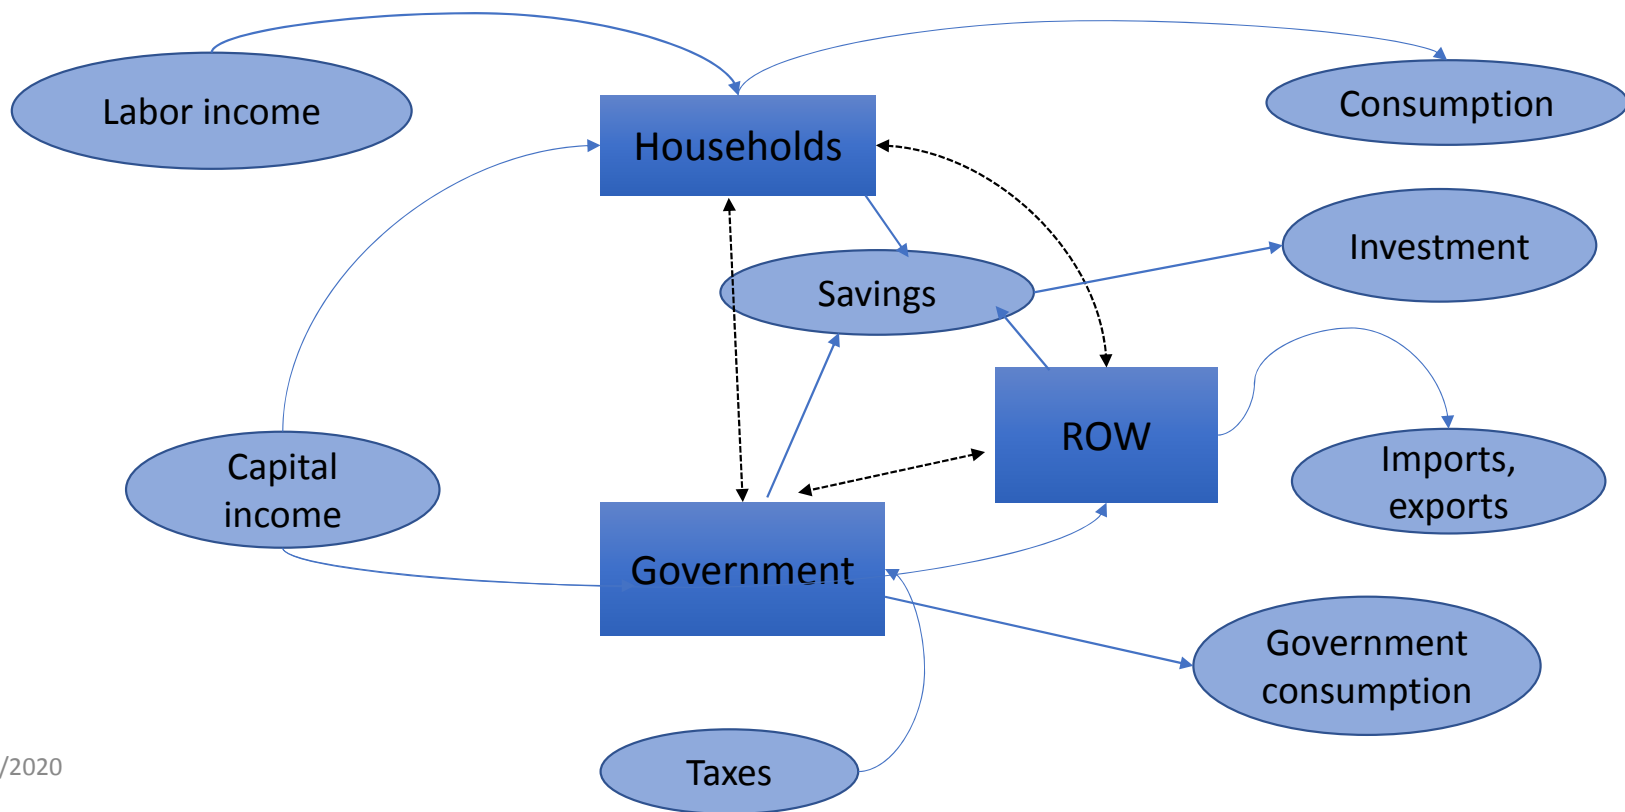 Labor income
Households
Consumption
Investment
Savings
ROW
Capital
income
Imports,
exports
Government
Government
consumption
Taxes
/2020